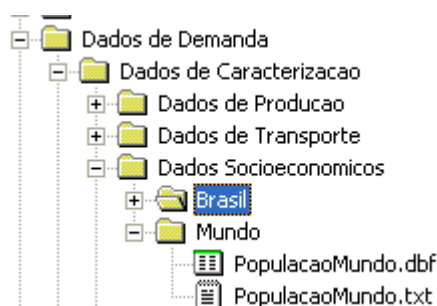 Dados de Demanda
Dados de Caracterizacao
Dados de Producao
Dados de Transporte
Dados Socioeconomicos
Brasil
Mundo
PopulacaoMundo.dbf
PopulacaoMundo.txt